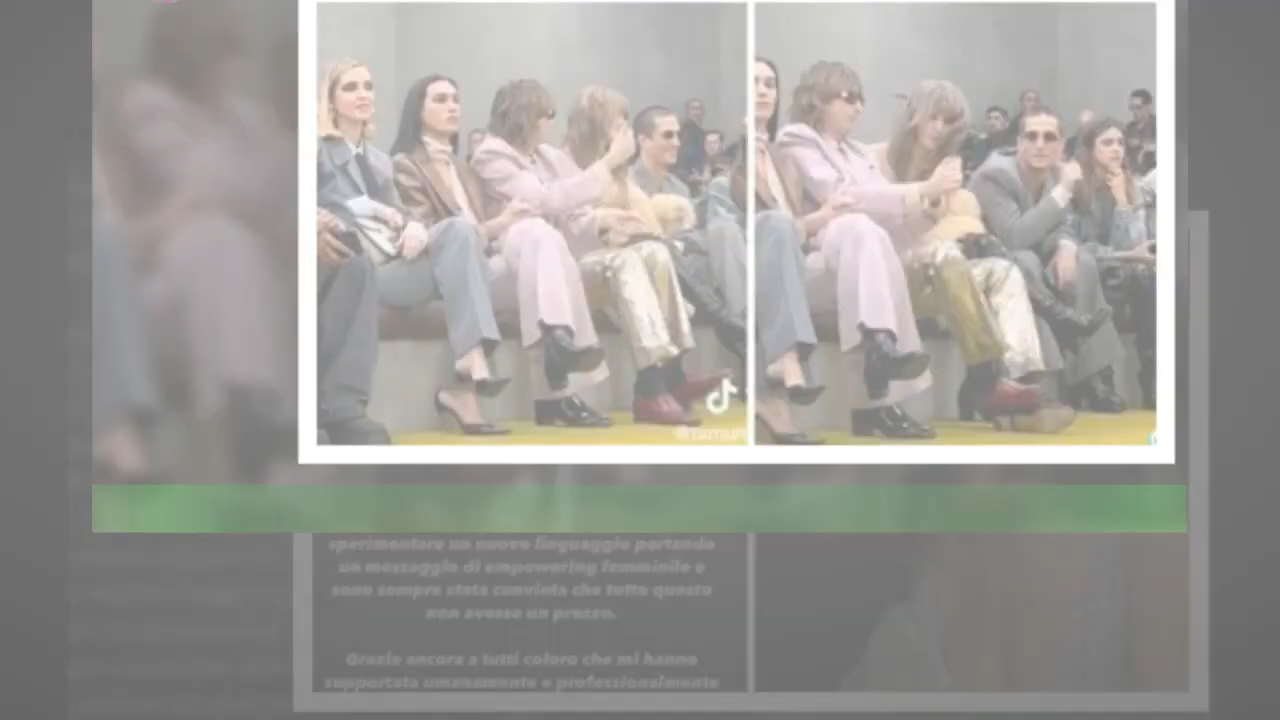 sperimentare un nuovo linguaggio portando
un messaggio di empowering femminile e
sono sempre stata convinta che tutto questo
non avesse un prezzo.
Grazie ancora a tutti coloro che mi hanno
supportata umanamente e professionalmente